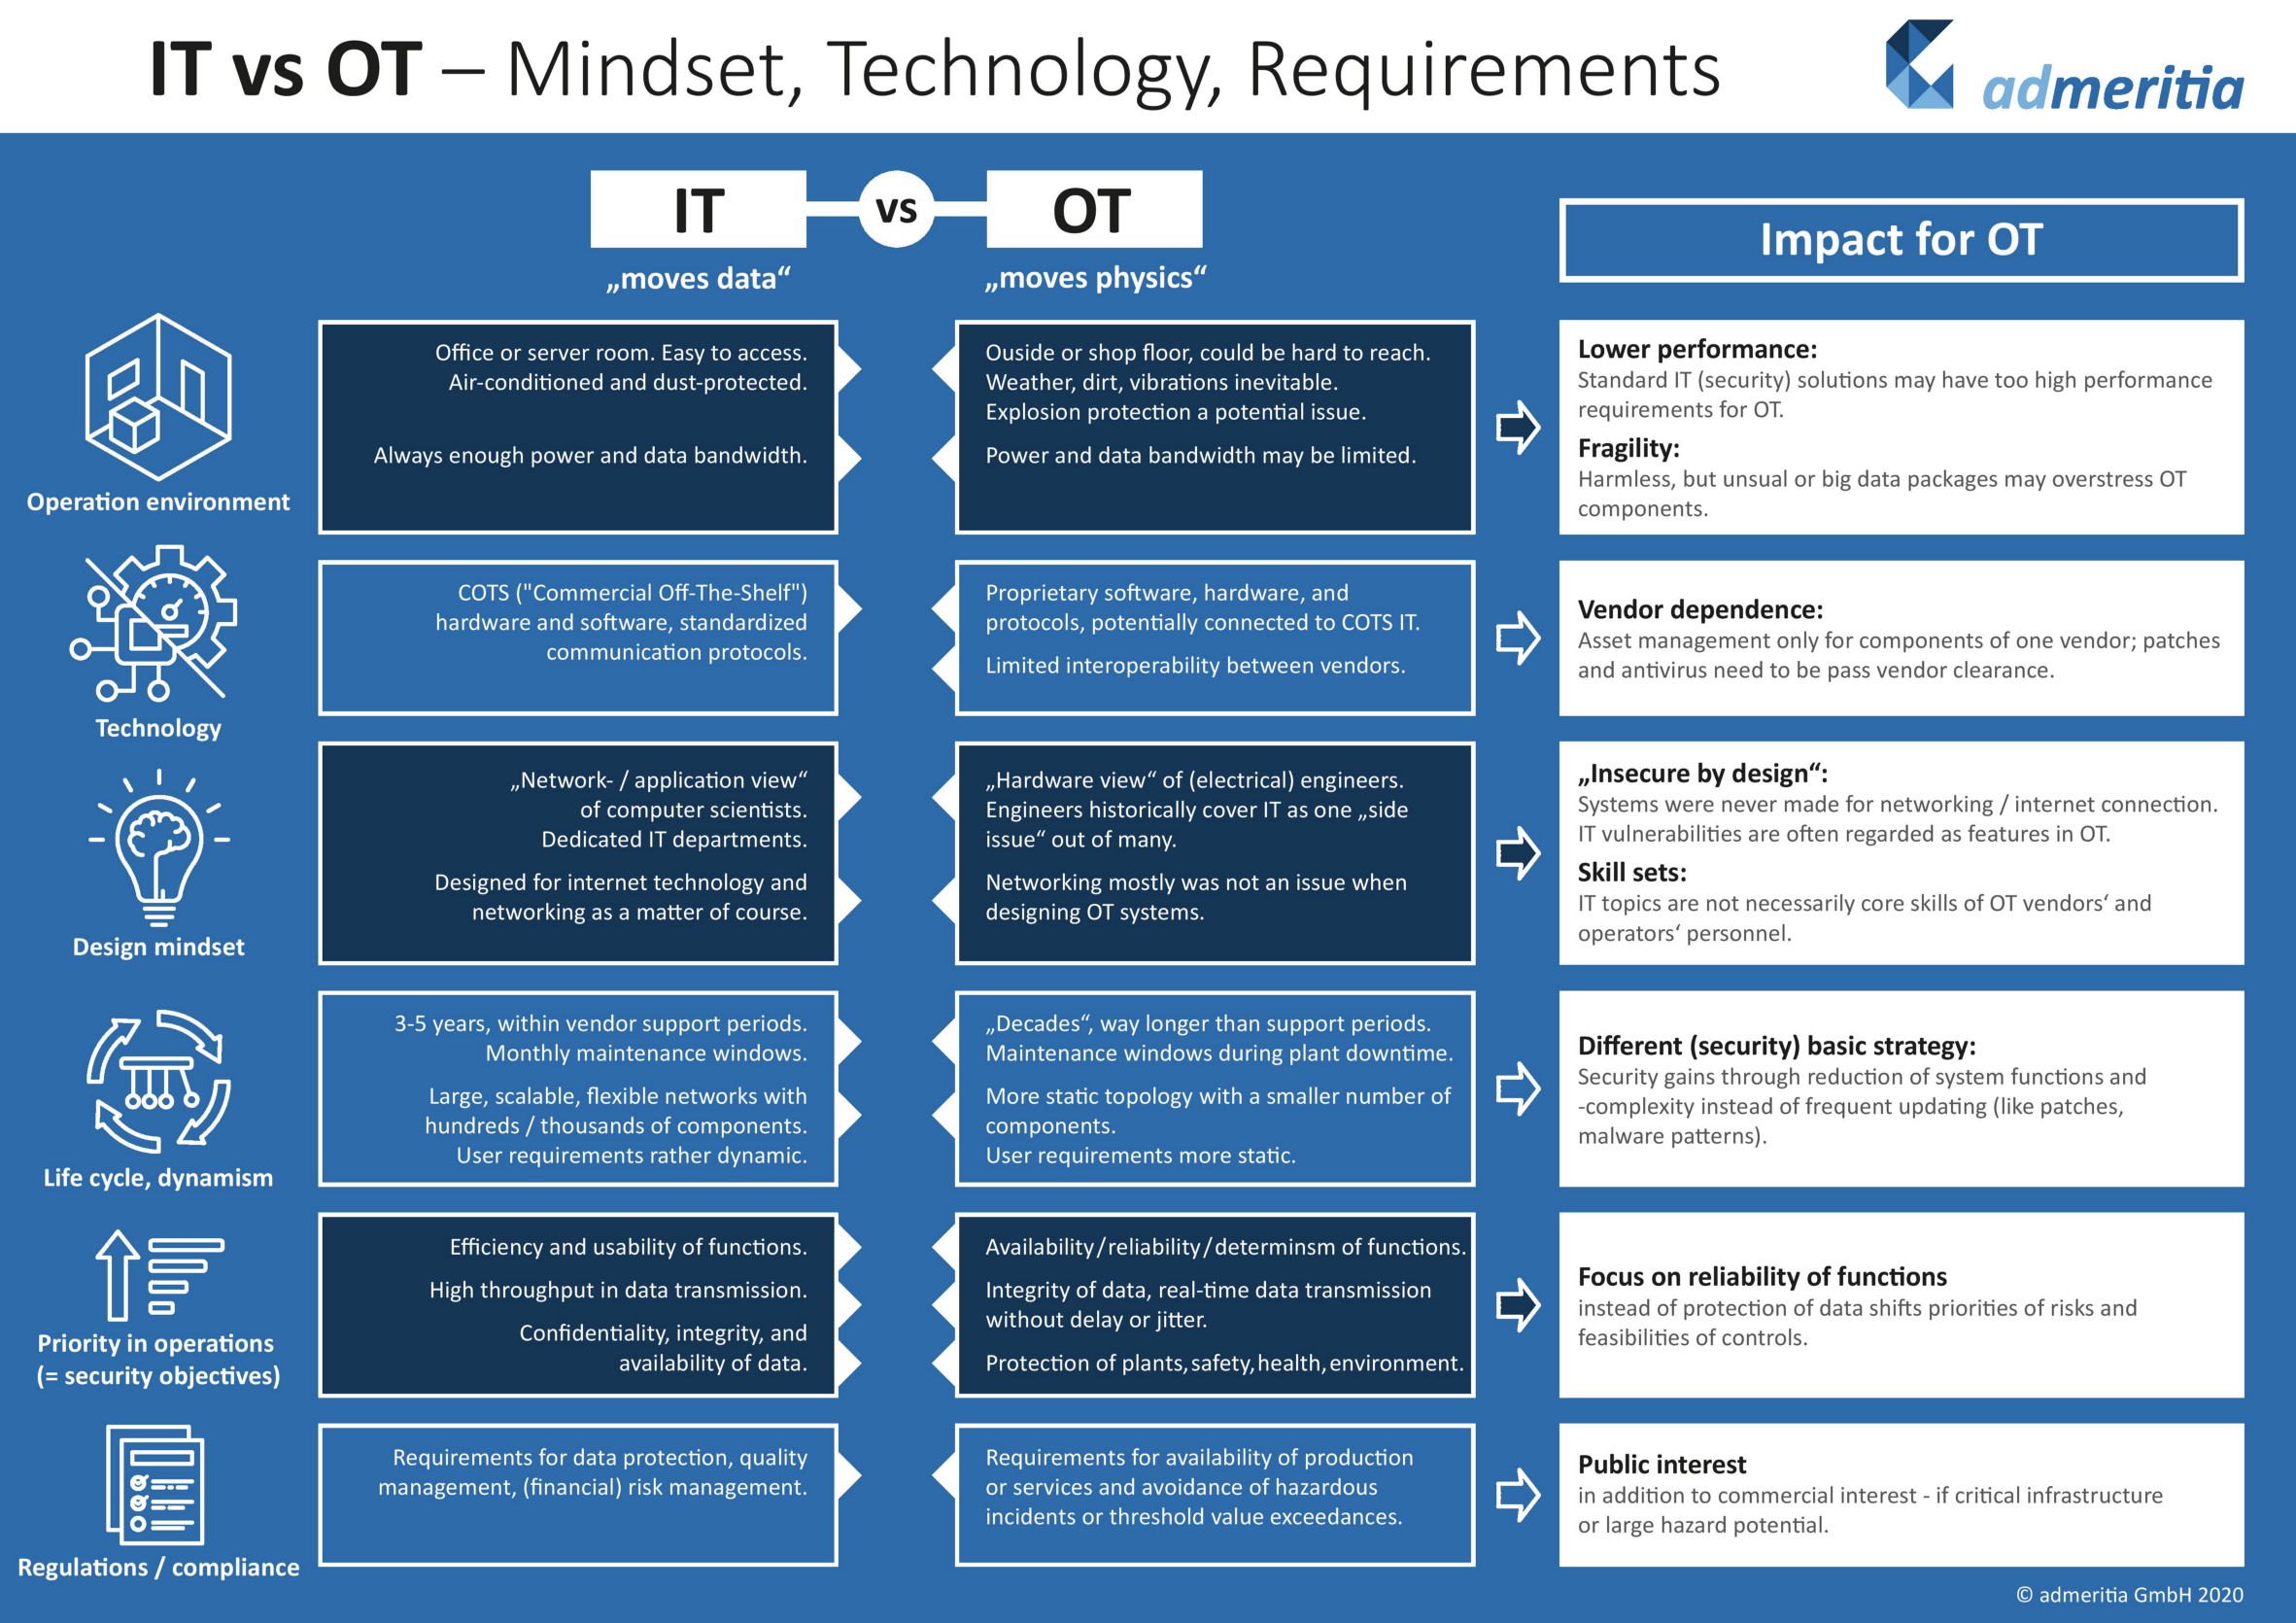 IT vs OT – Mindset, Technology, Requirements
admeritia
IT
vs
OT
„moves data“
„moves physics“
Impact for OT
Operation environment
Office or server room. Easy to access.
Air-conditioned and dust-protected.
Always enough power and data bandwidth.
Ouside or shop floor, could be hard to reach.
Weather, dirt, vibrations inevitable.
Explosion protection a potential issue.
Power and data bandwidth may be limited.
Lower performance:
Standard IT (security) solutions may have too high performance
requirements for OT.
Fragility:
Harmless, but unsual or big data packages may overstress OT
components.
Technology
COTS ("Commercial Off-The-Shelf")
hardware and software, standardized
communication protocols.
Proprietary software, hardware, and
protocols, potentially connected to COTS IT.
Limited interoperability between vendors.
Vendor dependence:
Asset management only for components of one vendor; patches
and antivirus need to be pass vendor clearance.
Design mindset
„Network- / application view“
of computer scientists.
Dedicated IT departments.
Designed for internet technology and
networking as a matter of course.
„Hardware view“ of (electrical) engineers.
Engineers historically cover IT as one „side
issue“ out of many.
Networking mostly was not an issue when
designing OT systems.
„Insecure by design“:
Systems were never made for networking / internet connection.
IT vulnerabilities are often regarded as features in OT.
Skill sets:
IT topics are not necessarily core skills of OT vendors‘ and
operators‘ personnel.
Life cycle, dynamism
3-5 years, within vendor support periods.
Monthly maintenance windows.
Large, scalable, flexible networks with
hundreds / thousands of components.
User requirements rather dynamic.
„Decades“, way longer than support periods.
Maintenance windows during plant downtime.
More static topology with a smaller number of
components.
User requirements more static.
Different (security) basic strategy:
Security gains through reduction of system functions and
-complexity instead of frequent updating (like patches,
malware patterns).
Priority in operations
(= security objectives)
Efficiency and usability of functions.
High throughput in data transmission.
Confidentiality, integrity, and
availability of data.
Availability/reliability/determinsm of functions.
Integrity of data, real-time data transmission
without delay or jitter.
Protection of plants, safety, health, environment.
Focus on reliability of functions
instead of protection of data shifts priorities of risks and
feasibilities of controls.
Regulations / compliance
Requirements for data protection, quality
management, (financial) risk management.
Requirements for availability of production
or services and avoidance of hazardous
incidents or threshold value exceedances.
Public interest
in addition to commercial interest - if critical infrastructure
or large hazard potential.
© admeritia GmbH 2020